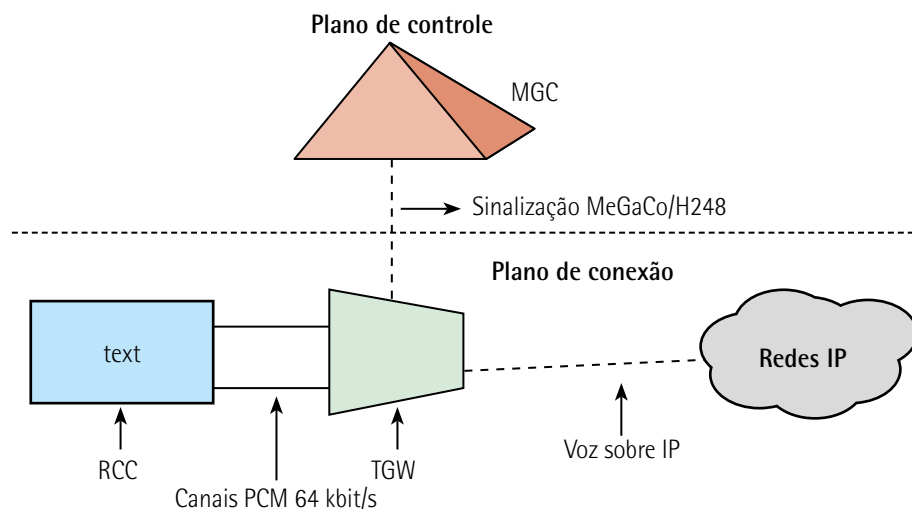 Plano de controle
MGC
Sinalização MeGaCo/H248
Plano de conexão
text
Redes IP
RCC
TGW
Voz sobre IP
Canais PCM 64 kbit/s